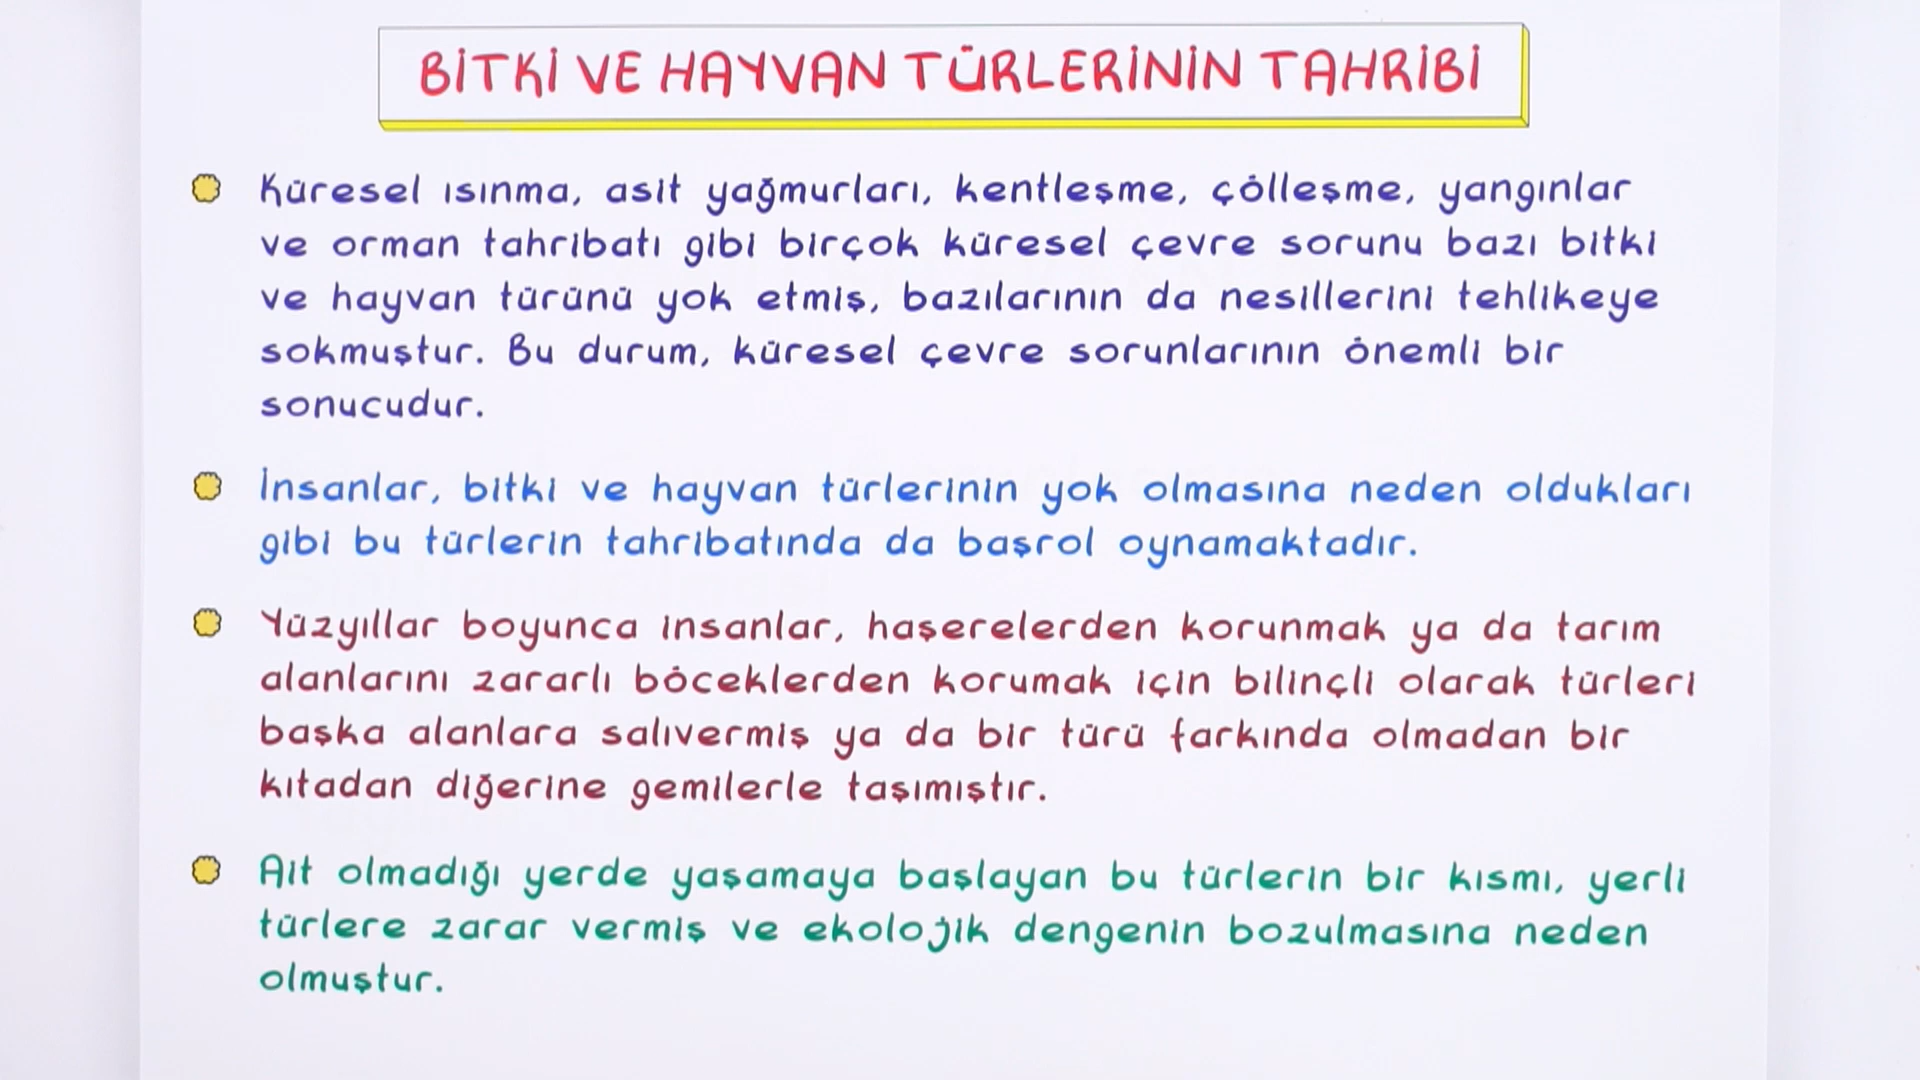 BİTKİ VE HAYVAN TÜRLERİNİN TAHRİBİ
Küresel ısınma, asit yağmurları, kentleşme, çölleşme, yangınlar
ve orman tahribatı gibi birçok küresel çevre sorunu bazı bitki
ve hayvan türünü yok etmiş, bazılarının da nesillerini tehlikeye
sokmuştur. Bu durum, küresel çevre sorunlarının önemli bir
sonucudur.
İnsanlar, bitki ve hayvan türlerinin yok olmasına neden oldukları
gibi bu türlerin tahribatında da başrol oynamaktadır.
Yüzyıllar boyunca insanlar, haşerelerden korunmak ya da tarım
alanlarını zararlı böceklerden korumak için bilinçli olarak türleri
başka alanlara salıvermiş ya da bir türü farkında olmadan bir
kıtadan diğerine gemilerle taşımıştır.
Ait olmadığı yerde yaşamaya başlayan bu türlerin bir kısmı, yerli
türlere zarar vermiş ve ekolojik dengenin bozulmasına neden
olmuştur.